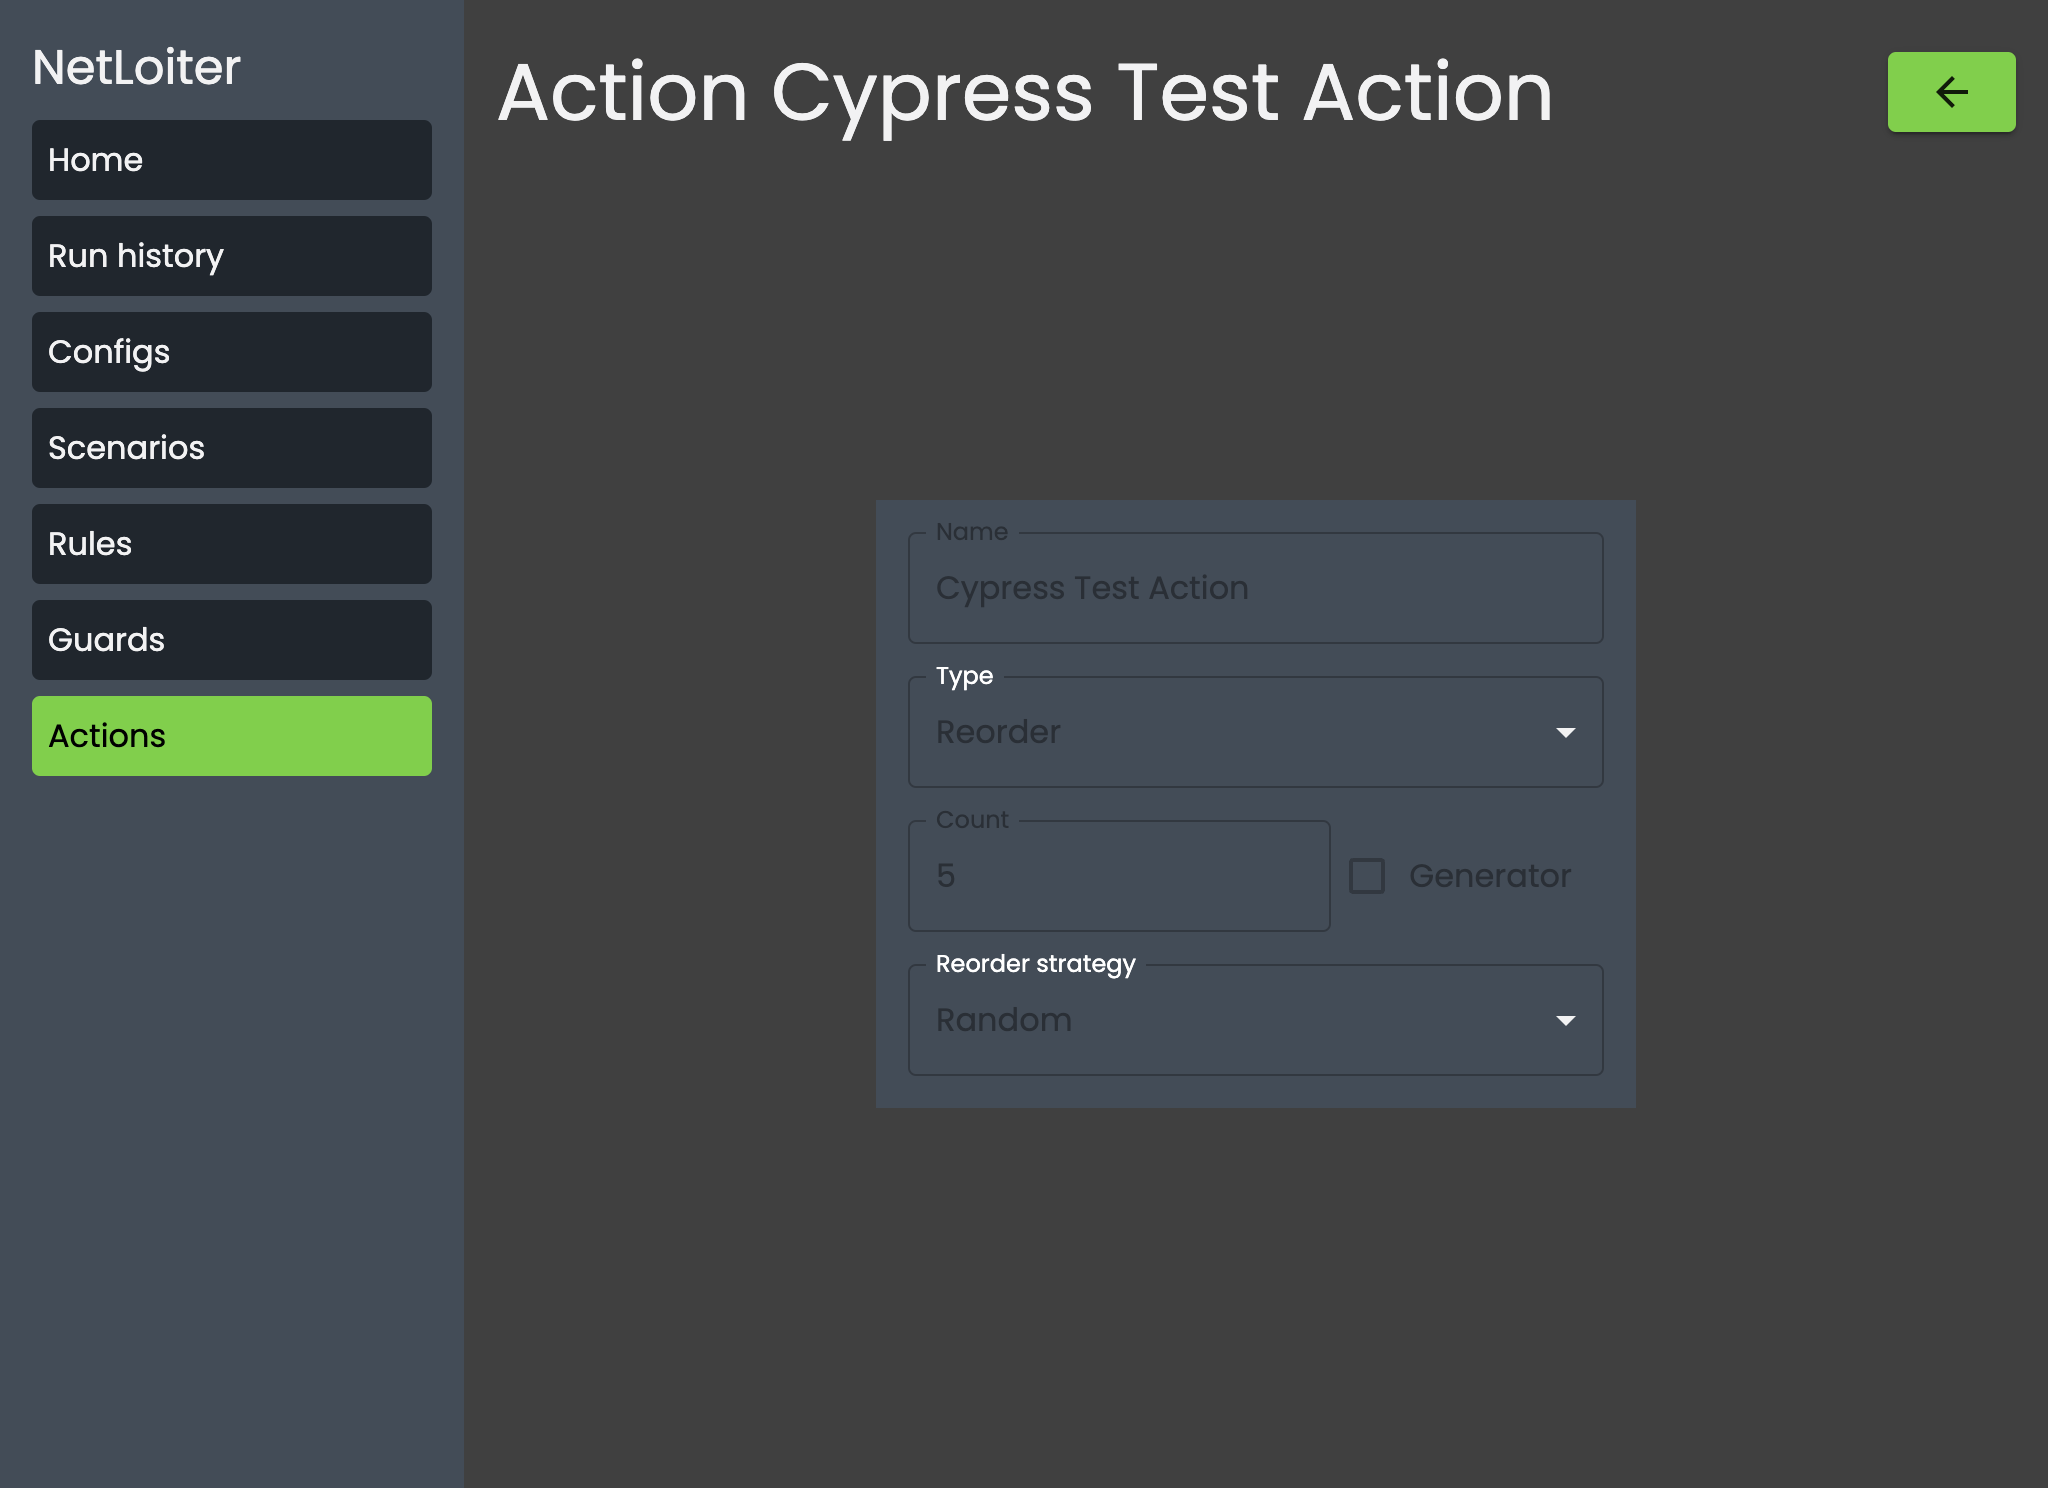 NetLoiter
Home
Run history
Configs
Scenarios
Rules
Guards
Actions
Action Cypress Test Action
Name
Cypress Test Action
Type
Reorder
Count
5
Generator
Reorder strategy
Random